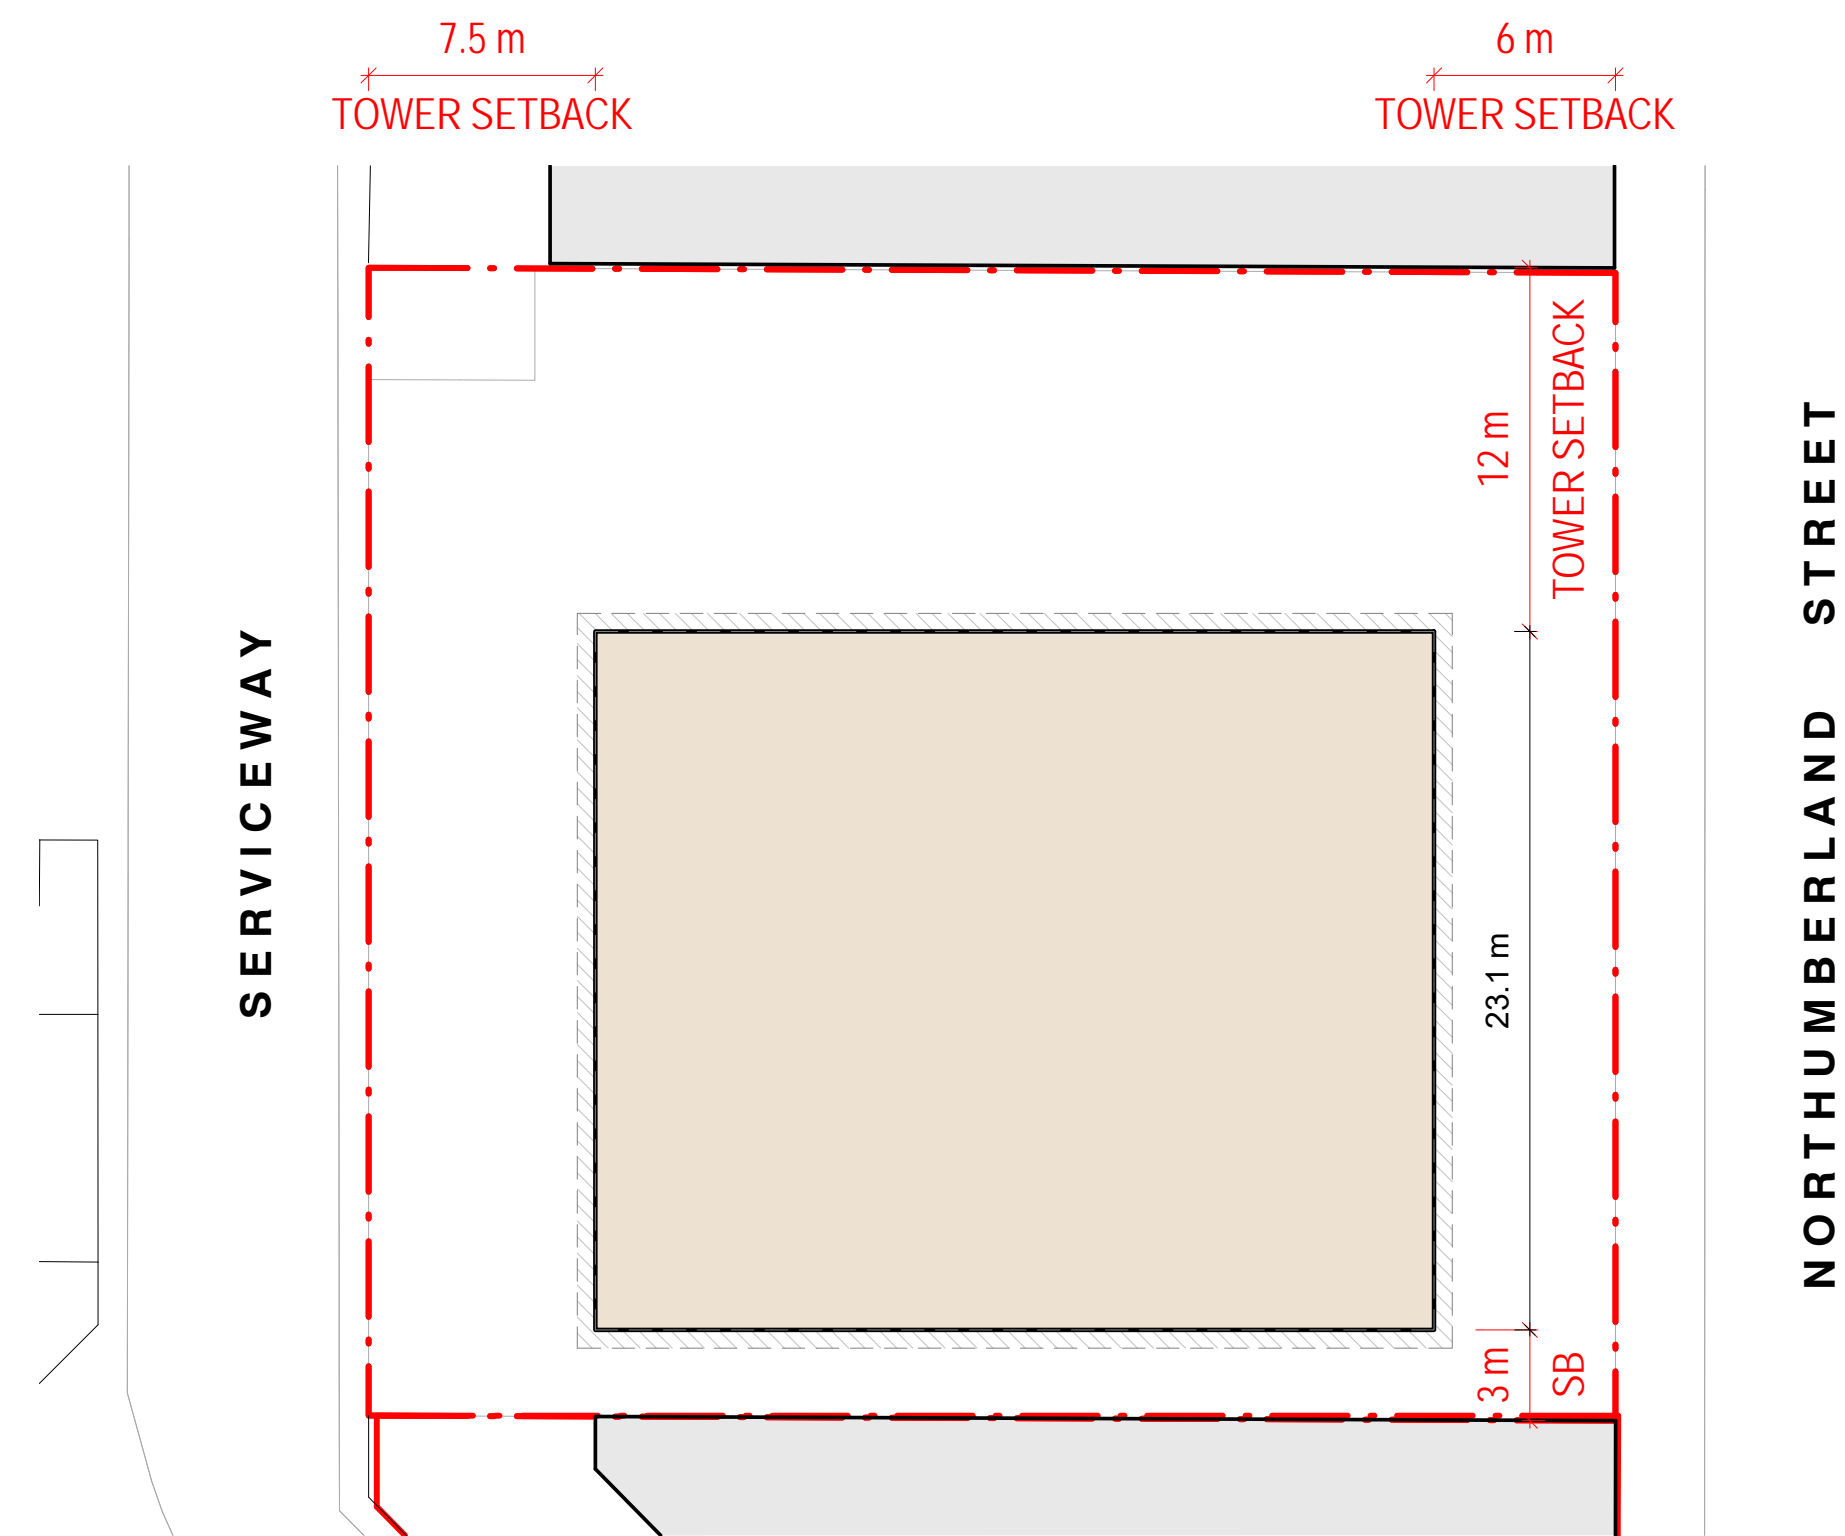 7.5 m
TOWER SETBACK
6 m
TOWER SETBACK
12 m
TOWER SETBACK
SERVICEWAY
NORTHUMBERLAND STREET
23.1 m
3 m
SB